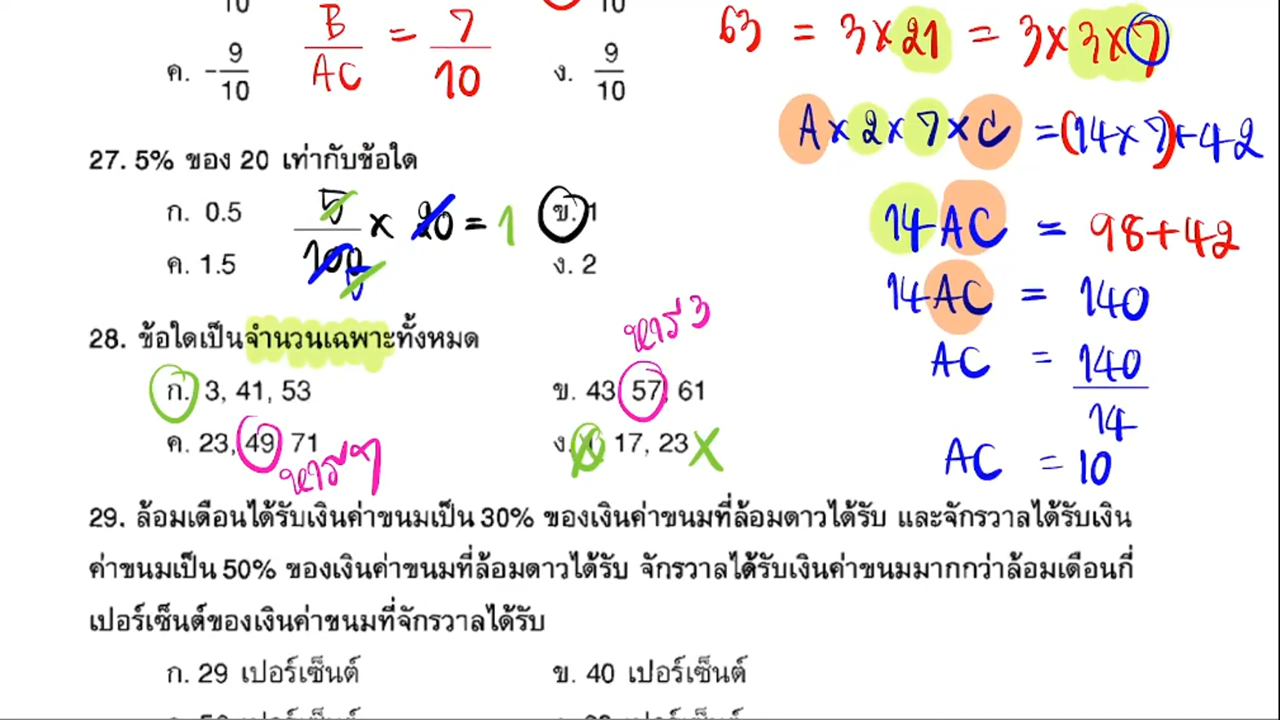 B/AC = 7/10
ค. -9/10
ง. 9/10
63 = 3×21 = 3×3×7
A×2×7×C = (14×7)+42
14AC = 98+42
14AC = 140
AC = 140/14
AC = 10
27. 5% ของ 20 เท่ากับข้อใด
ก. 0.5
ข. 1
5/100 × 20 = 1
5
ค. 1.5
ง. 2
28. ข้อใดเป็นจำนวนเฉพาะทั้งหมด
หาร 3
ก. 3, 41, 53
ข. 43, 57, 61
ค. 23, 49, 71
ง. 1, 17, 23
หาร 7
29. ล้อมเดือนได้รับเงินค่าขนมเป็น 30% ของเงินค่าขนมที่ล้อมดาวได้รับ และจักรวาลได้รับเงิน
ค่าขนมเป็น 50% ของเงินค่าขนมที่ล้อมดาวได้รับ จักรวาลได้รับเงินค่าขนมมากกว่าล้อมเดือนกี่
เปอร์เซ็นต์ของเงินค่าขนมที่จักรวาลได้รับ
ก. 29 เปอร์เซ็นต์
ข. 40 เปอร์เซ็นต์